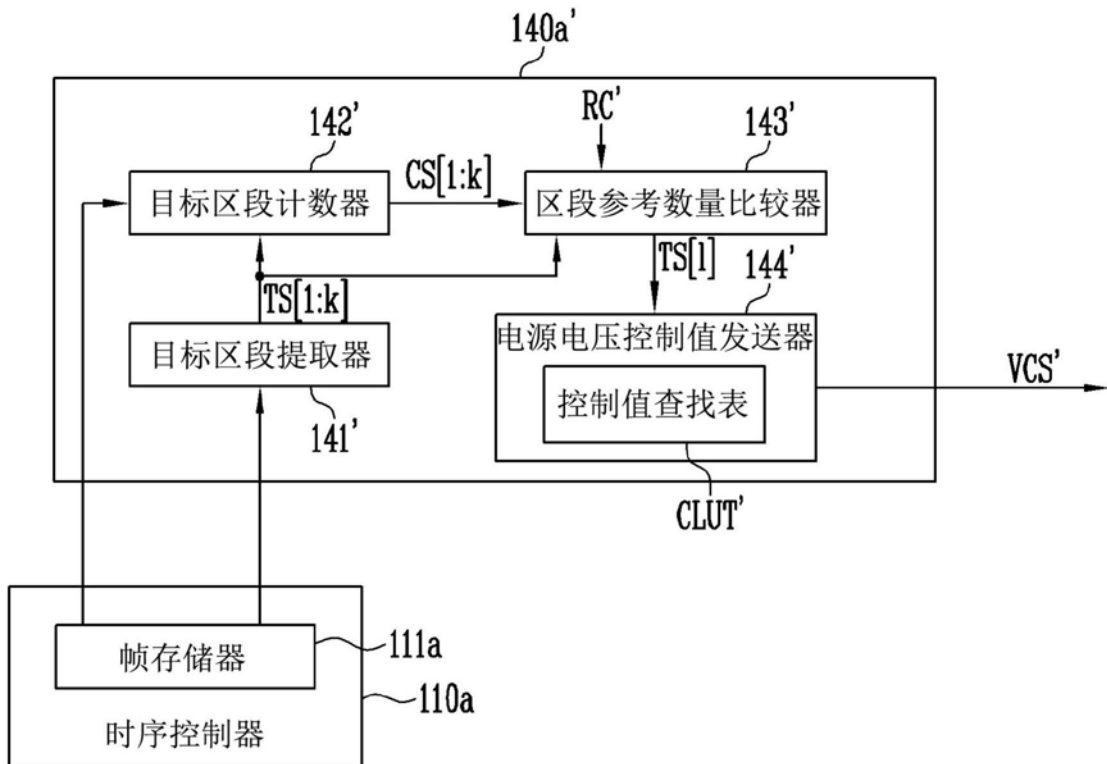 140a'
RC'
142'
143'
CS[1:k]
目标区段计数器
区段参考数量比较器
TS[l]
144'
TS[1:k]
目标区段提取器
电源电压控制值发送器
VCS'
控制值查找表
141'
CLUT'
帧存储器
111a
110a
时序控制器